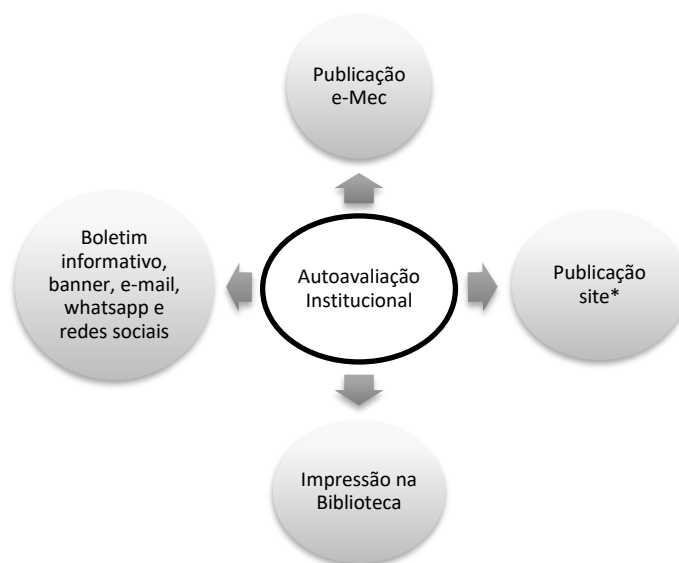 Publicação
e-Mec
Boletim
informativo,
banner, e-mail,
whatsapp e
redes sociais
Autoavaliação
Institucional
Publicação
site*
Impressão na
Biblioteca